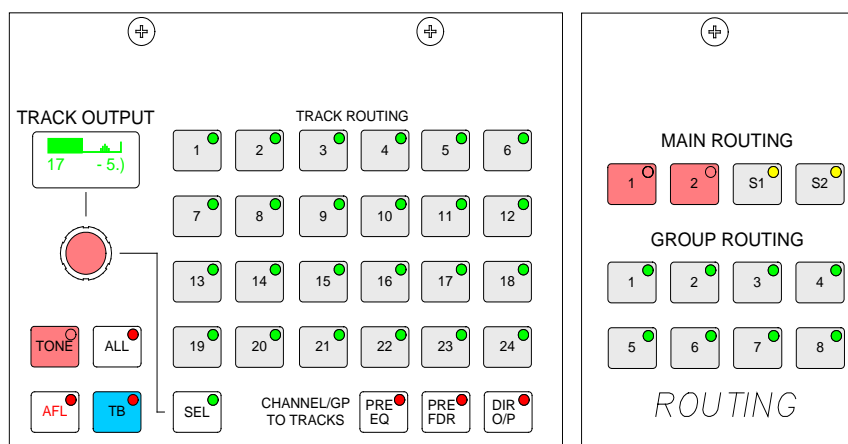 TRACK OUTPUT
17 - 5.)
TRACK ROUTING
1 2 3 4 5 6
7 8 9 10 11 12
13 14 15 16 17 18
19 20 21 22 23 24
TONE ALL
AFL TB SEL
CHANNEL/GP
TO TRACKS
PRE
EQ
PRE
FDR
DIR
O/P
MAIN ROUTING
1 2 S1 S2
GROUP ROUTING
1 2 3 4
5 6 7 8
ROUTING